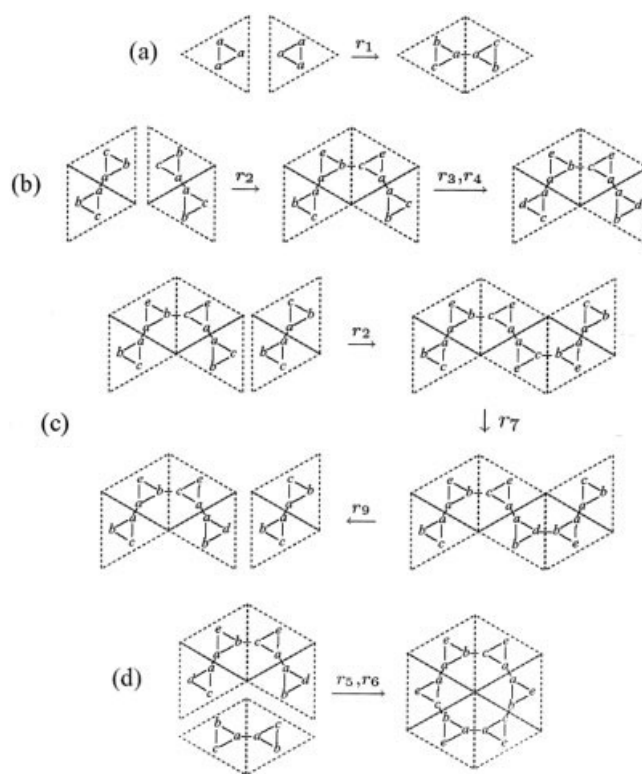 a a r₁ b c
(a) a a a a
a a c b
c b e e e e
b c r₂ b c r₃,r₄ b c
a a a a a a
(b) a a a a a a
b c b c d d
c b c b c b
e e c e e c
b c b b c b
a a a r₂ a a a
a a a a a a
b c b b c b
c b c c e e
(c) r₇
e e c e e c
b c b b c b
a a a r₉ a a a
a a a a a a
b d b b d b
c b c c b e
e e e
b c b c
a a r₅,r₆ a a
(d) a a a a
d d e e
c b c b
b c b c
a a a a
c b e